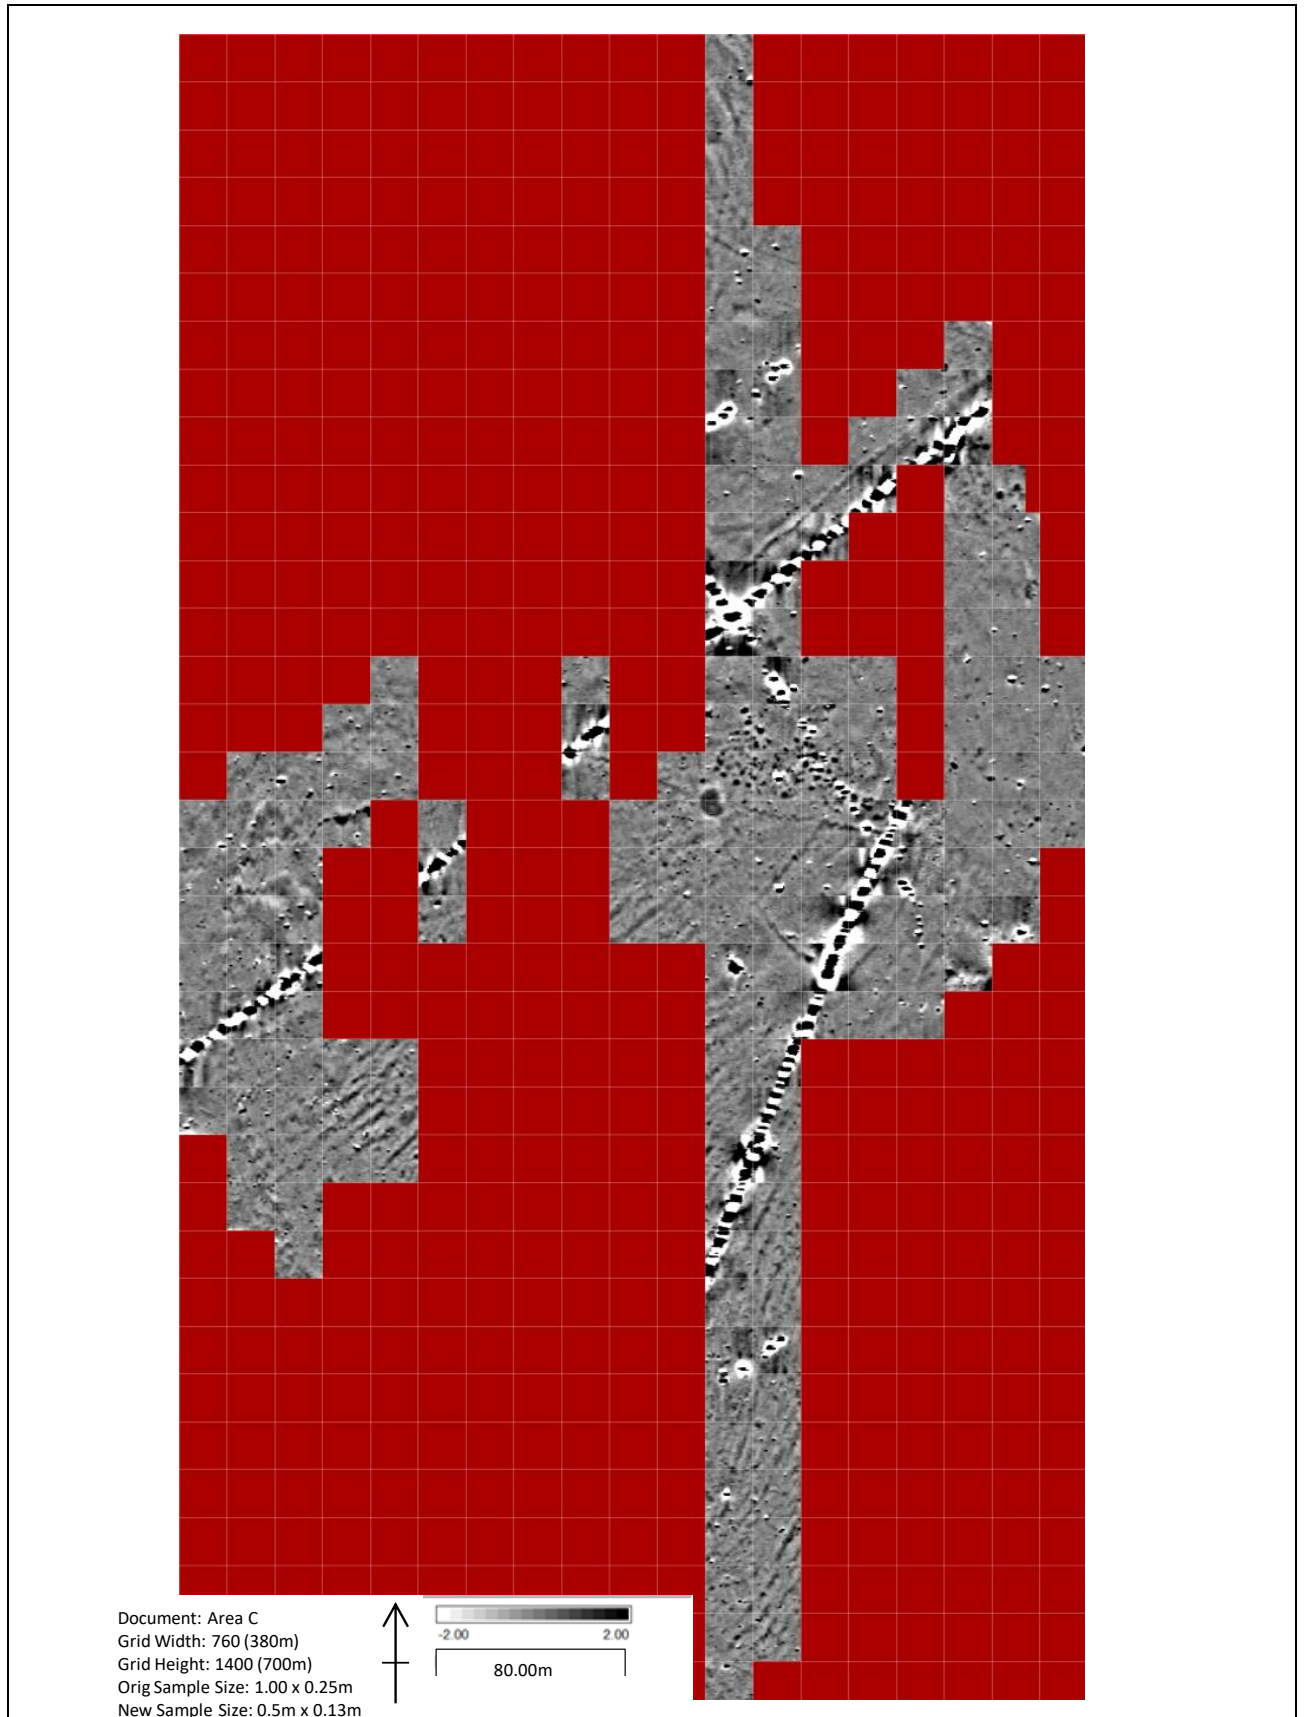 Document: Area C
Grid Width: 760 (380m)
Grid Height: 1400 (700m)
Orig Sample Size: 1.00 x 0.25m
New Sample Size: 0.5m x 0.13m
-2.00 2.00
80.00m